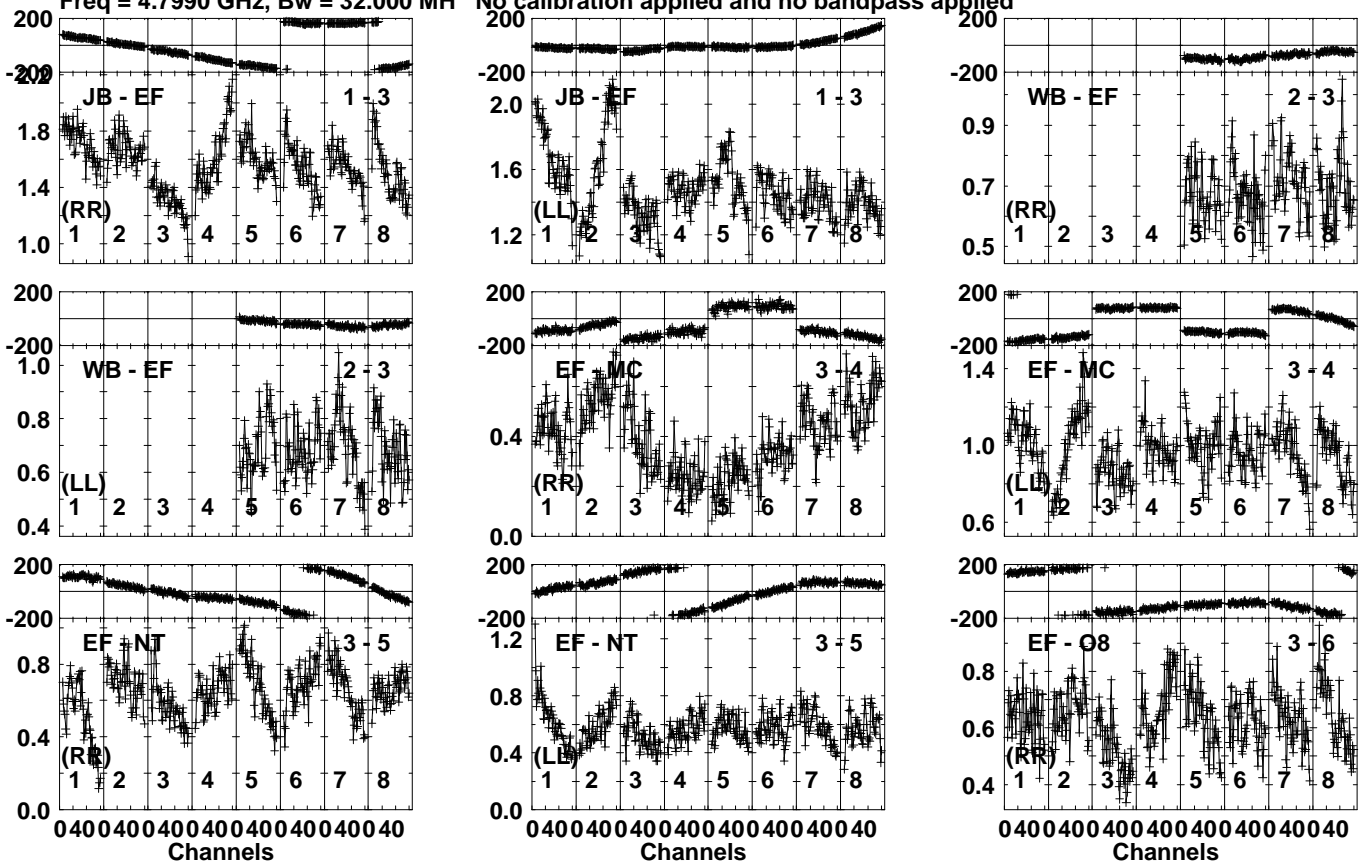 Freq = 4.7990 GHz, Bw = 32.000 MH No calibration applied and no bandpass applied
200
-200
2.2
1.8
1.4
1.0
JB - EF 1 - 3
(RR)
1 2 3 4 5 6 7 8
200
-200
2.0
1.6
1.2
JB - EF 1 - 3
(LL)
1 2 3 4 5 6 7 8
200
-200
0.9
0.7
0.5
WB - EF 2 - 3
(RR)
1 2 3 4 5 6 7 8
200
-200
1.0
0.8
0.6
0.4
WB - EF 2 - 3
(LL)
1 2 3 4 5 6 7 8
200
-200
0.4
0.0
EF - MC 3 - 4
(RR)
1 2 3 4 5 6 7 8
200
-200
1.4
1.0
0.6
EF - MC 3 - 4
(LL)
1 2 3 4 5 6 7 8
200
-200
0.8
0.4
0.0
EF - NT 3 - 5
(RR)
1 2 3 4 5 6 7 8
0 40 0 40 0 40 0 40 0 40 0 40 0 40 0 40
Channels
200
-200
1.2
0.8
0.4
0.0
EF - NT 3 - 5
(LL)
1 2 3 4 5 6 7 8
0 40 0 40 0 40 0 40 0 40 0 40 0 40 0 40
Channels
200
-200
0.8
0.6
0.4
EF - O8 3 - 6
(RR)
1 2 3 4 5 6 7 8
0 40 0 40 0 40 0 40 0 40 0 40 0 40 0 40
Channels